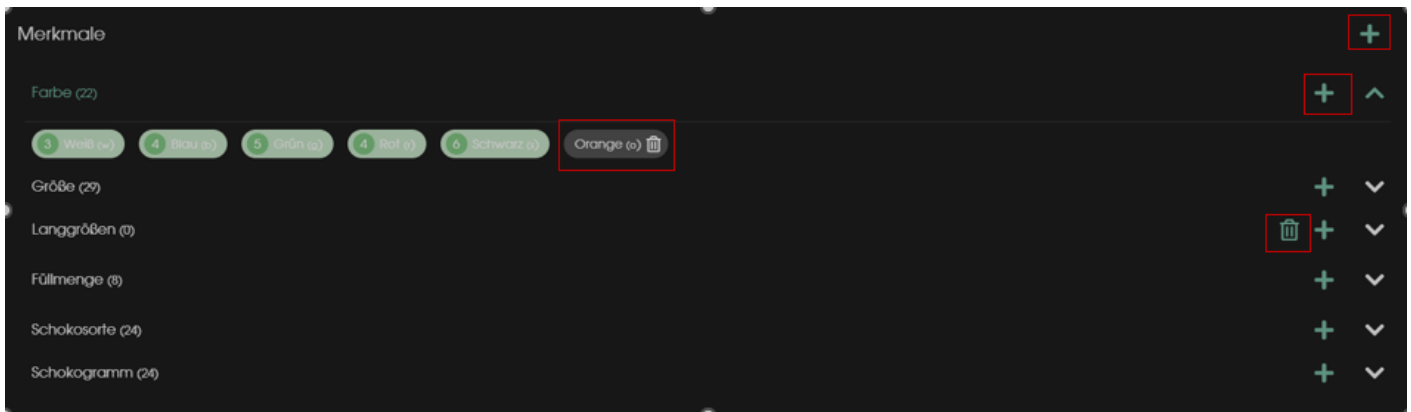 Merkmale
Farbe (22)
3 Weiß (w) 4 Blau (b) 5 Grün (g) 4 Rot (r) 6 Schwarz (s) Orange (o)
Größe (29)
Langgrößen (0)
Füllmenge (8)
Schokosorte (24)
Schokogramm (24)